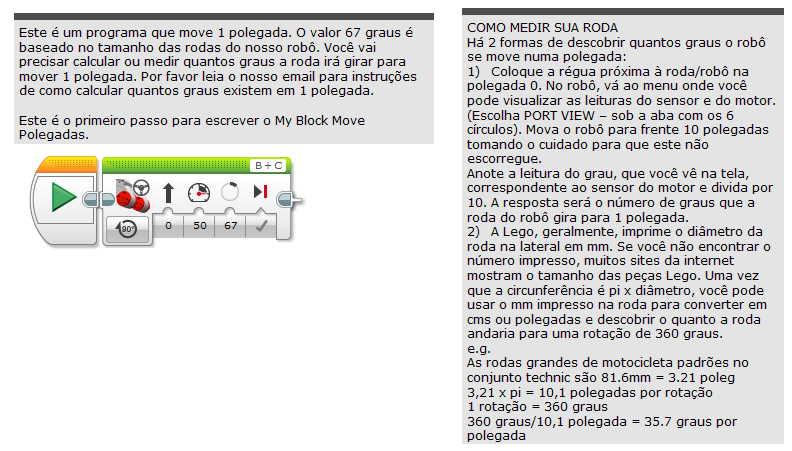 Este é um programa que move 1 polegada. O valor 67 graus é
baseado no tamanho das rodas do nosso robô. Você vai
precisar calcular ou medir quantos graus a roda irá girar para
mover 1 polegada. Por favor leia o nosso email para instruções
de como calcular quantos graus existem em 1 polegada.
Este é o primeiro passo para escrever o My Block Move
Polegadas.
B+C
90°
0
50
67
COMO MEDIR SUA RODA
Há 2 formas de descobrir quantos graus o robô
se move numa polegada:
1) Coloque a régua próxima à roda/robô na
polegada 0. No robô, vá ao menu onde você
pode visualizar as leituras do sensor e do motor.
(Escolha PORT VIEW – sob a aba com os 6
círculos). Mova o robô para frente 10 polegadas
tomando o cuidado para que este não
escorregue.
Anote a leitura do grau, que você vê na tela,
correspondente ao sensor do motor e divida por
10. A resposta será o número de graus que a
roda do robô gira para 1 polegada.
2) A Lego, geralmente, imprime o diâmetro da
roda na lateral em mm. Se você não encontrar o
número impresso, muitos sites da internet
mostram o tamanho das peças Lego. Uma vez
que a circunferência é pi x diâmetro, você pode
usar o mm impresso na roda para converter em
cms ou polegadas e descobrir o quanto a roda
andaria para uma rotação de 360 graus.
e.g.
As rodas grandes de motocicleta padrões no
conjunto technic são 81.6mm = 3.21 poleg
3,21 x pi = 10,1 polegadas por rotação
1 rotação = 360 graus
360 graus/10,1 polegada = 35.7 graus por
polegada